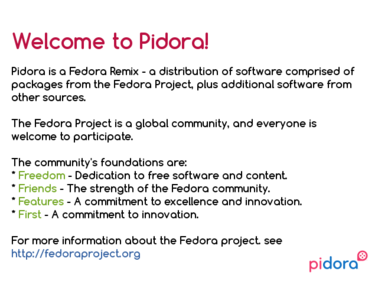 Welcome to Pidora!
Pidora is a Fedora Remix - a distribution of software comprised of
packages from the Fedora Project, plus additional software from
other sources.
The Fedora Project is a global community, and everyone is
welcome to participate.
The community's foundations are:
* Freedom - Dedication to free software and content.
* Friends - The strength of the Fedora community.
* Features - A commitment to excellence and innovation.
* First - A commitment to innovation.
For more information about the Fedora project. see
http://fedoraproject.org
pidora